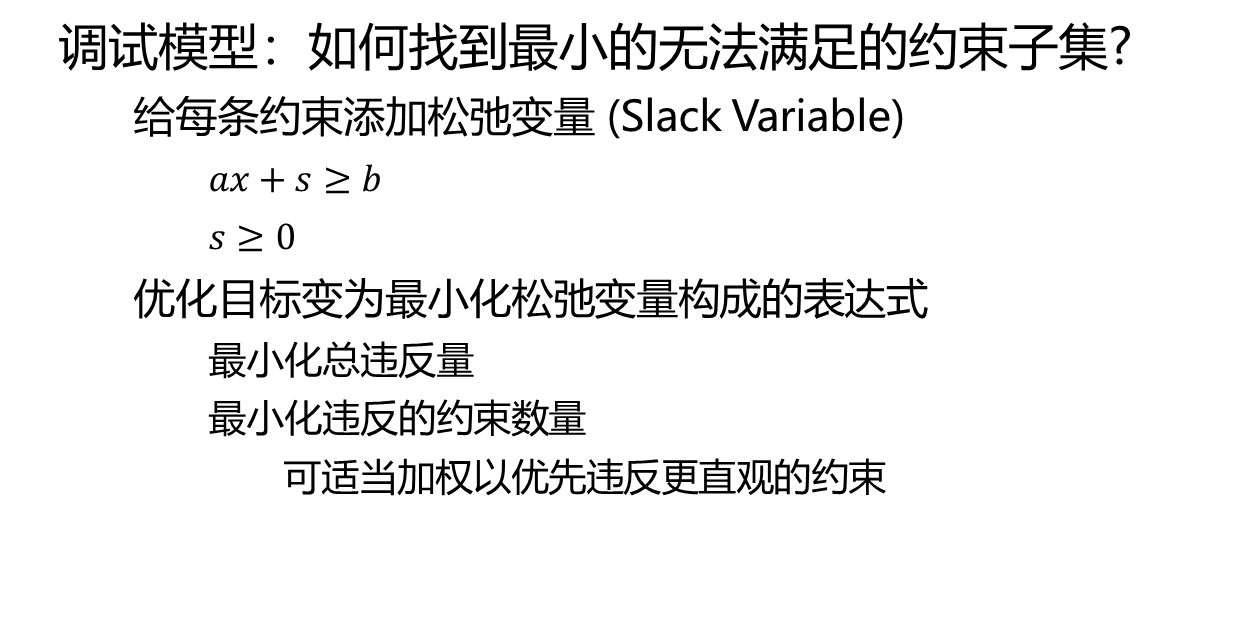 调试模型：如何找到最小的无法满足的约束子集?
给每条约束添加松弛变量 (Slack Variable)
ax + s ≥ b
s ≥ 0
优化目标变为最小化松弛变量构成的表达式
最小化总违反量
最小化违反的约束数量
可适当加权以优先违反更直观的约束